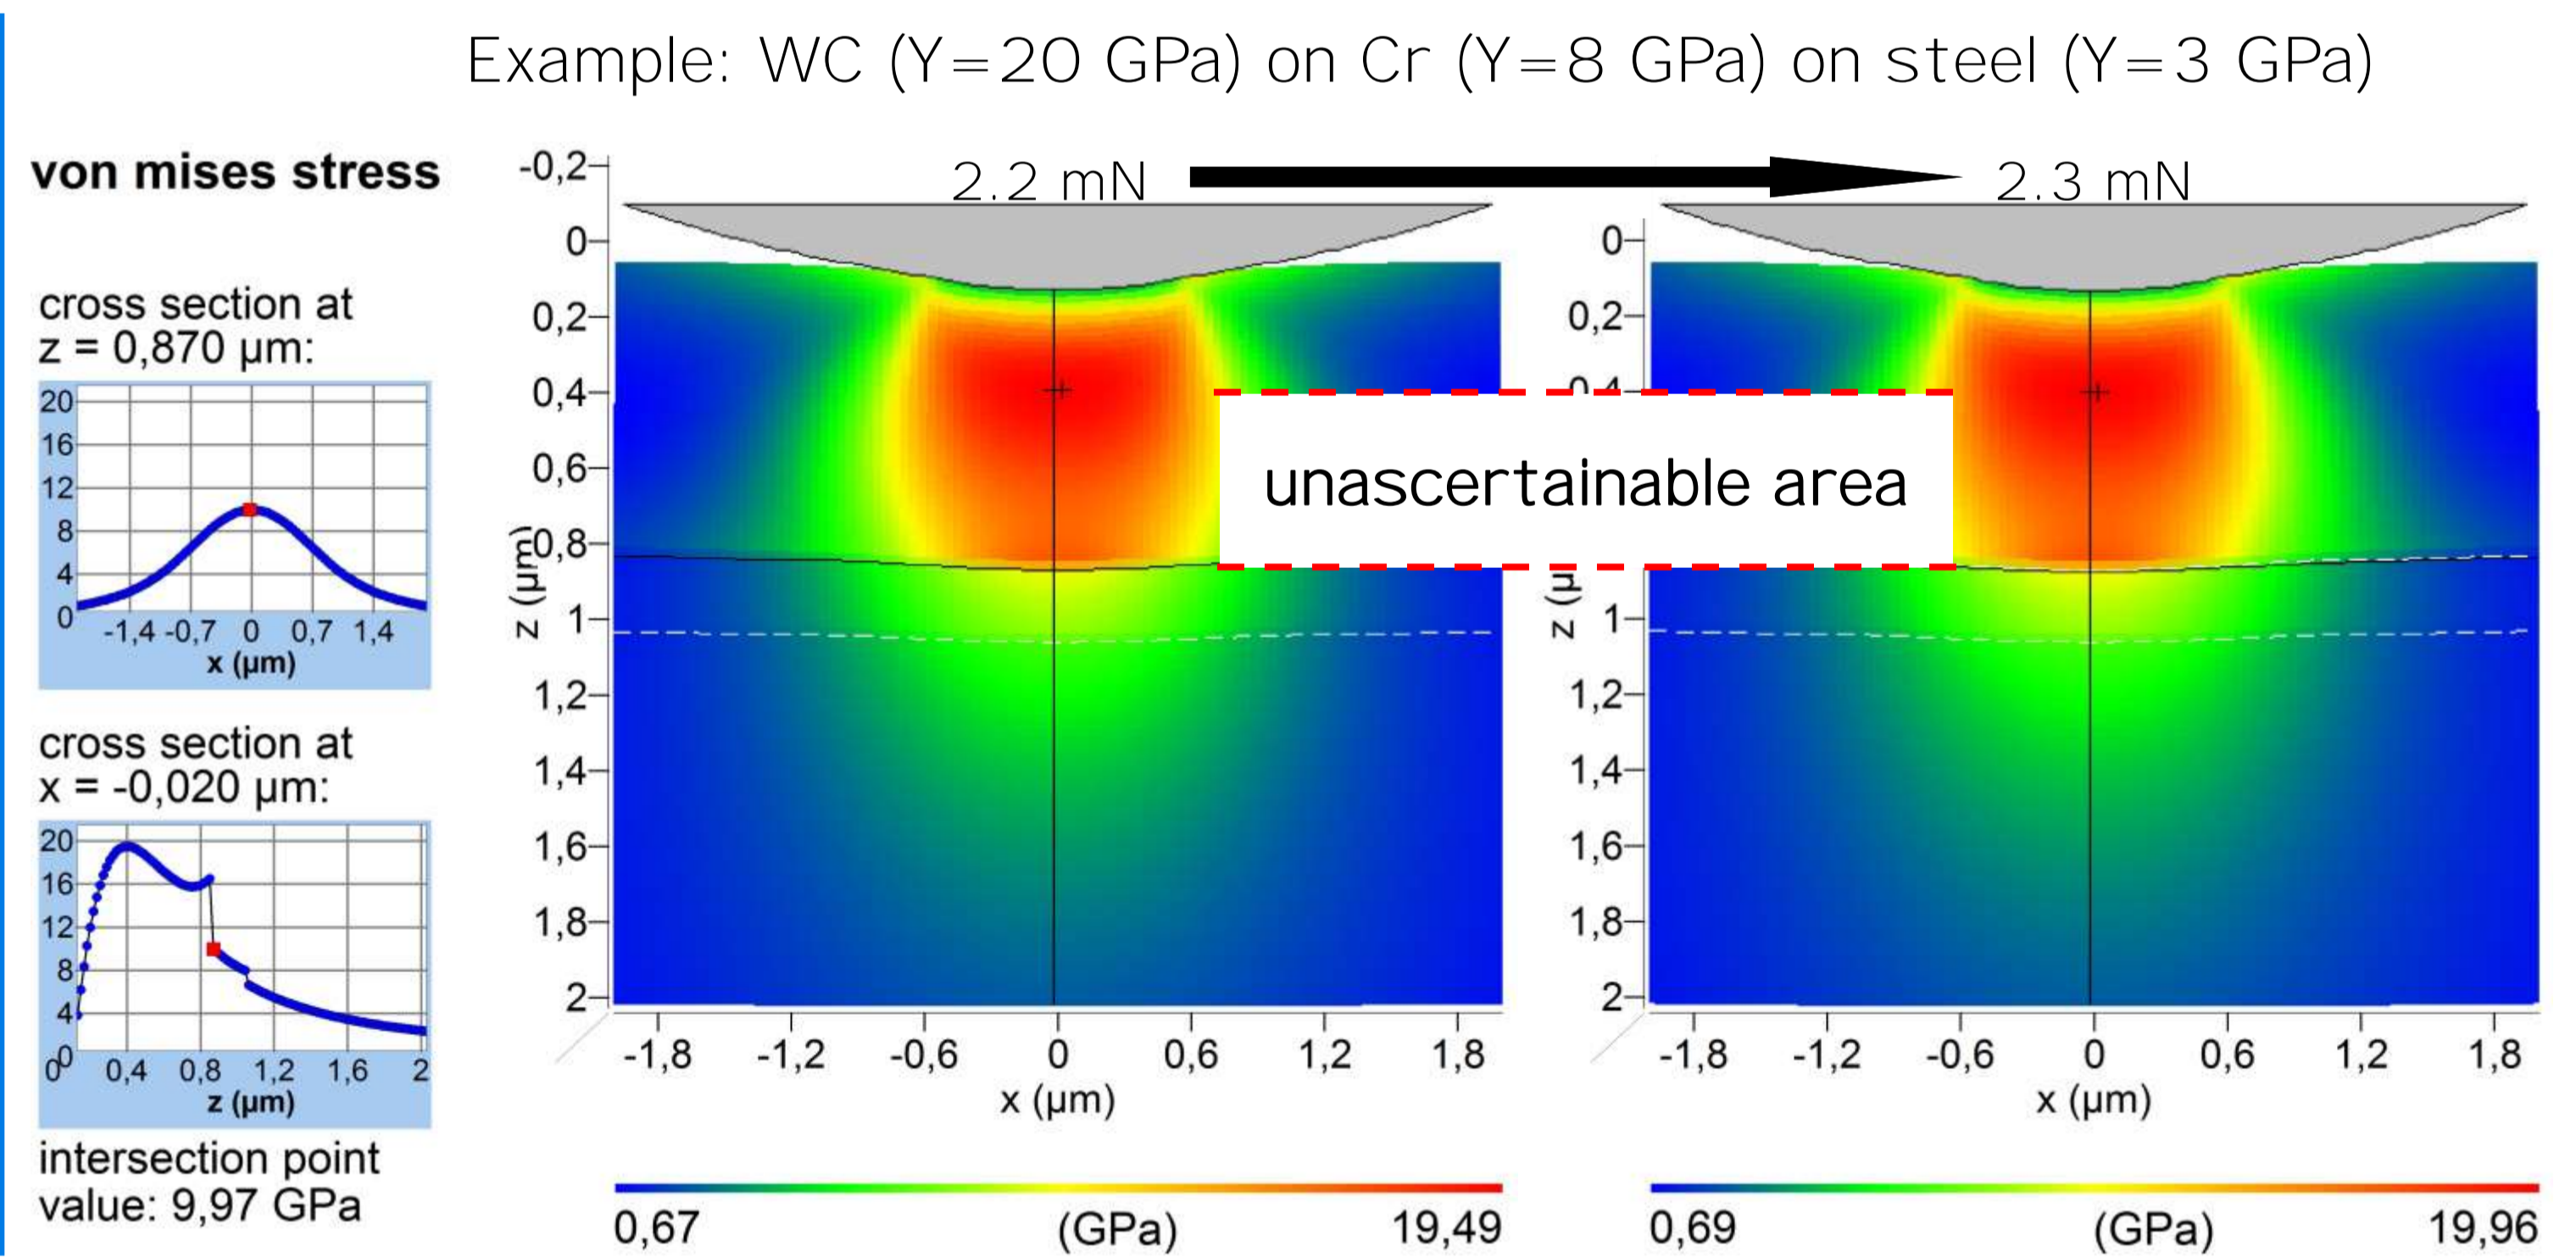 Example: WC (Y=20 GPa) on Cr (Y=8 GPa) on steel (Y=3 GPa)
von mises stress
cross section at
z = 0,870 µm:
20
16
12
8
4
0
-1,4 -0,7 0 0,7 1,4
x (µm)
cross section at
x = -0,020 µm:
20
16
12
8
4
0
0 0,4 0,8 1,2 1,6 2
z (µm)
intersection point
value: 9,97 GPa
2.2 mN
2.3 mN
-0,2
0
0,2
0,4
0,6
0,8
1
1,2
1,4
1,6
1,8
2
z (µm)
-1,8 -1,2 -0,6 0 0,6 1,2 1,8
x (µm)
0,67 (GPa) 19,49
unascertainable area
0
0,2
0,4
1
1,2
1,4
1,6
1,8
2
z (µ
-1,8 -1,2 -0,6 0 0,6 1,2 1,8
x (µm)
0,69 (GPa) 19,96